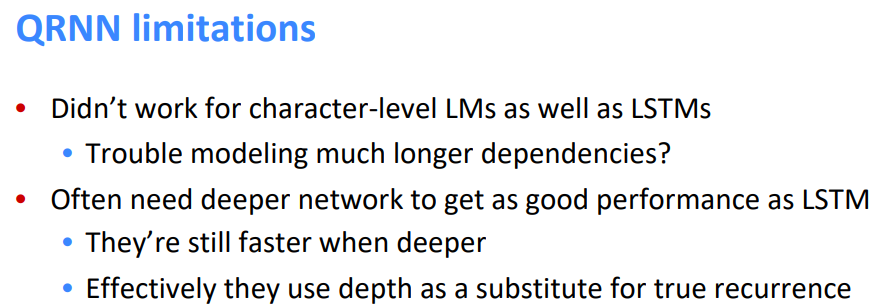 QRNN limitations
• Didn’t work for character-level LMs as well as LSTMs
• Trouble modeling much longer dependencies?
• Often need deeper network to get as good performance as LSTM
• They’re still faster when deeper
• Effectively they use depth as a substitute for true recurrence